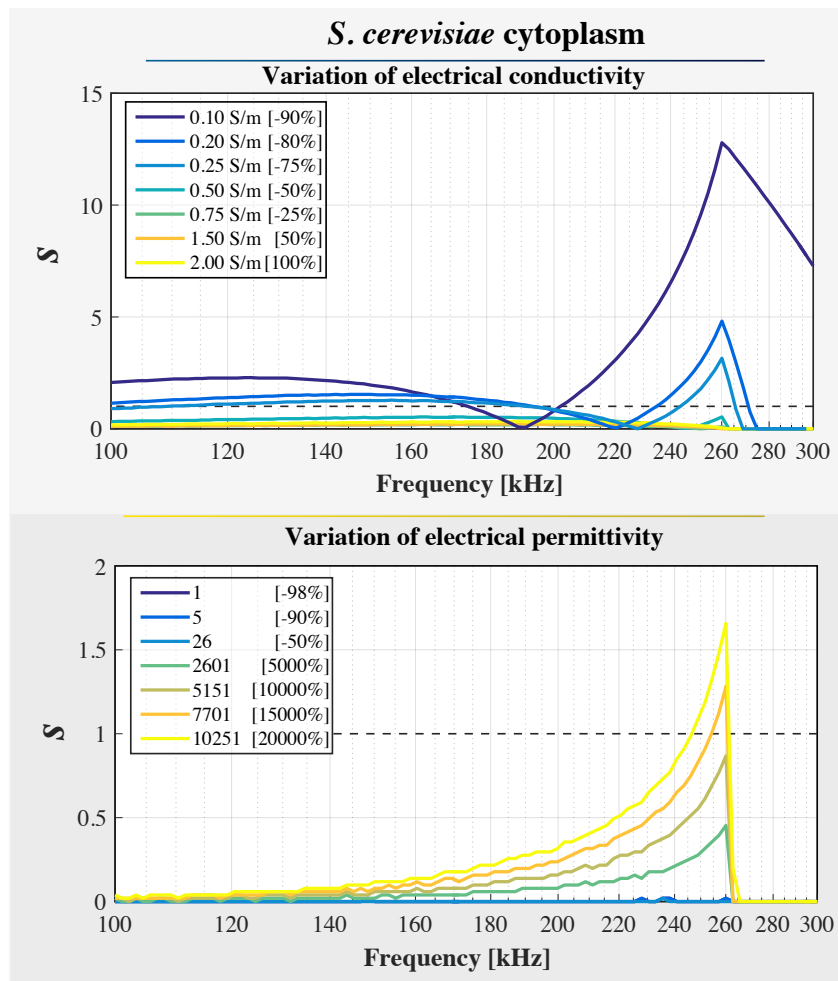 S. cerevisiae cytoplasm
Variation of electrical conductivity
15
10
5
0
S
0.10 S/m [-90%]
0.20 S/m [-80%]
0.25 S/m [-75%]
0.50 S/m [-50%]
0.75 S/m [-25%]
1.50 S/m [50%]
2.00 S/m [100%]
100 120 140 160 180 200 220 240 260 280 300
Frequency [kHz]
Variation of electrical permittivity
2
1.5
1
0.5
0
S
1 [-98%]
5 [-90%]
26 [-50%]
2601 [5000%]
5151 [10000%]
7701 [15000%]
10251 [20000%]
100 120 140 160 180 200 220 240 260 280 300
Frequency [kHz]